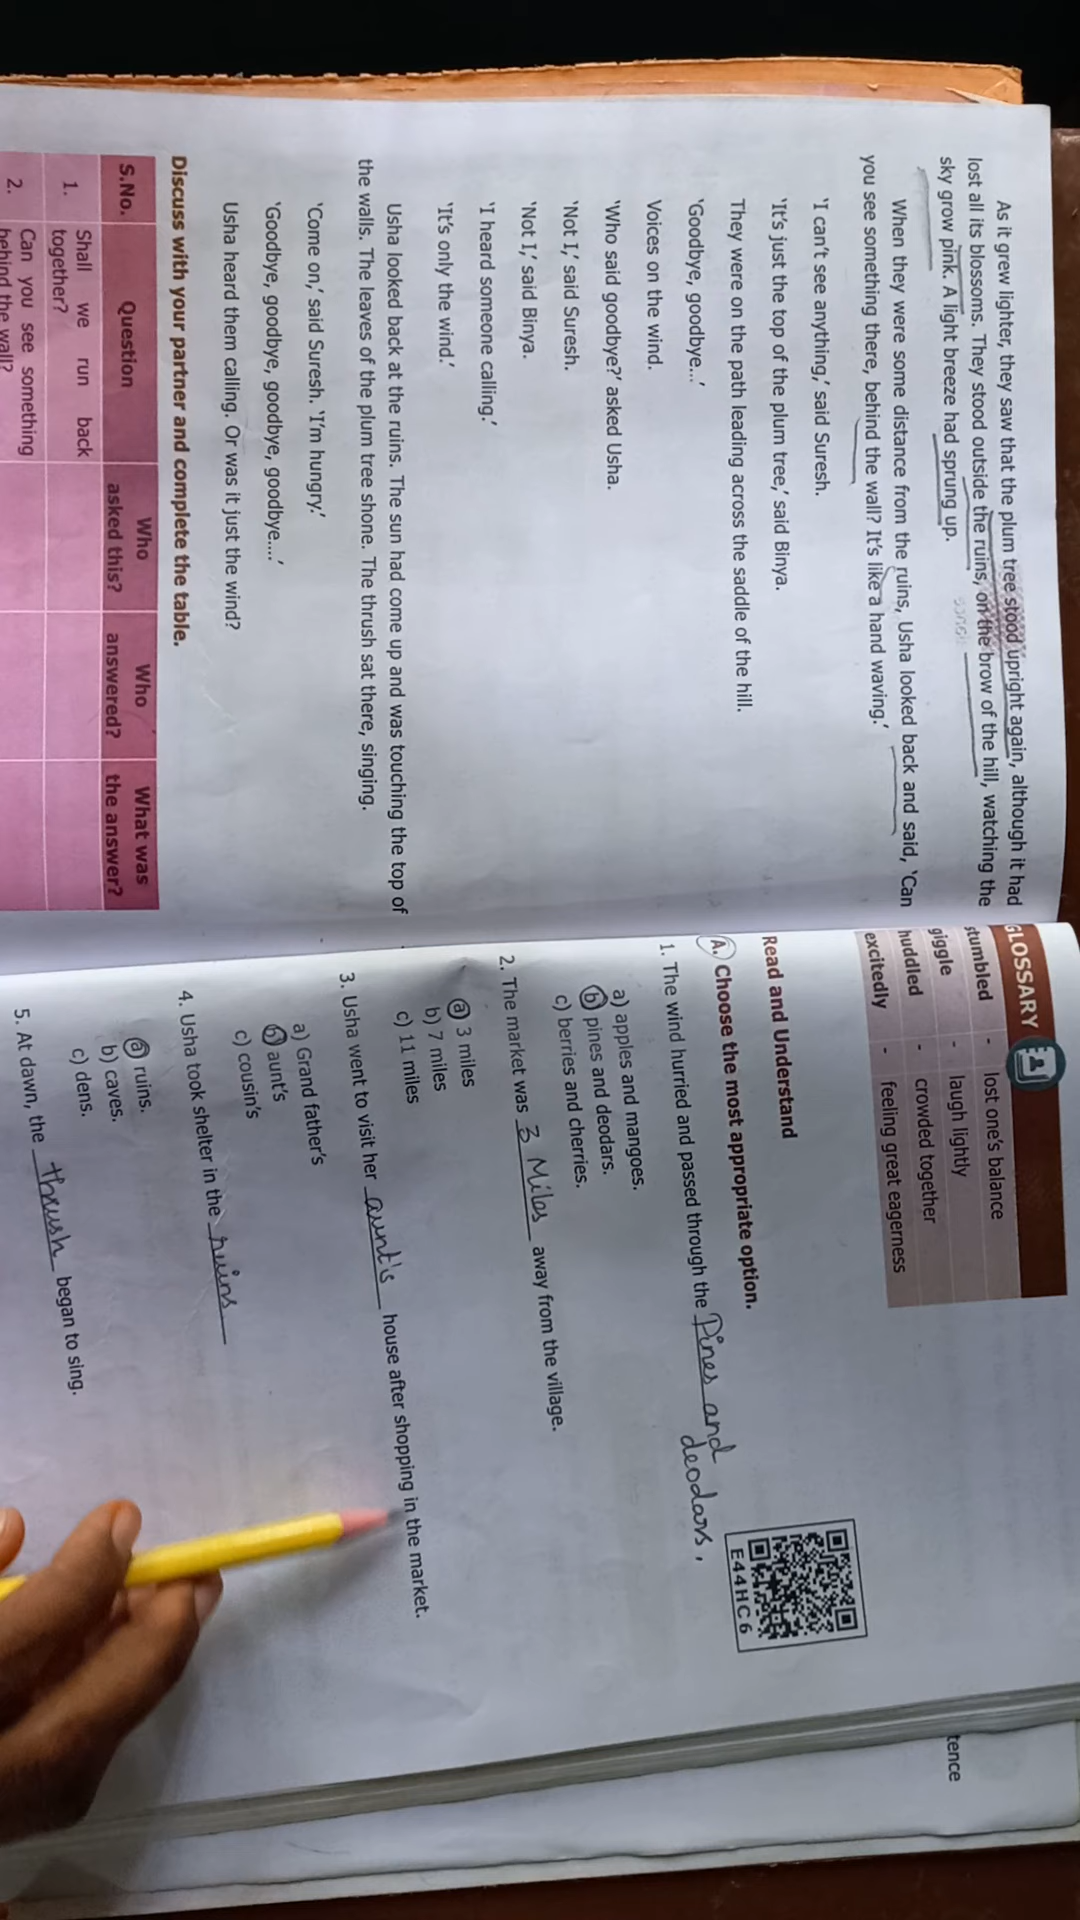 As it grew lighter, they saw that the plum tree stood upright again, although it had
lost all its blossoms. They stood outside the ruins, on the brow of the hill, watching the
sky grow pink. A light breeze had sprung up.
When they were some distance from the ruins, Usha looked back and said, ‘Can
you see something there, behind the wall? It’s like a hand waving.’
‘I can’t see anything,’ said Suresh.
‘It’s just the top of the plum tree,’ said Binya.
They were on the path leading across the saddle of the hill.
‘Goodbye, goodbye...’
Voices on the wind.
‘Who said goodbye?’ asked Usha.
‘Not I,’ said Suresh.
‘Not I,’ said Binya.
‘I heard someone calling.’
‘It’s only the wind.’
Usha looked back at the ruins. The sun had come up and was touching the top of
the walls. The leaves of the plum tree shone. The thrush sat there, singing.
‘Come on,’ said Suresh. ‘I’m hungry.’
‘Goodbye, goodbye, goodbye, goodbye....’
Usha heard them calling. Or was it just the wind?
Discuss with your partner and complete the table.
S.No. Question Who asked this? Who answered? What was the answer?
1. Shall we run back
together?
2. Can you see something
behind the wall?
GLOSSARY
stumbled - lost one’s balance
giggle - laugh lightly
huddled - crowded together
excitedly - feeling great eagerness
Read and Understand
A. Choose the most appropriate option.
E44HC6
1. The wind hurried and passed through the Pines and
deodars.
a) apples and mangoes.
b) pines and deodars.
c) berries and cherries.
2. The market was 3 Miles away from the village.
a) 3 miles
b) 7 miles
c) 11 miles
3. Usha went to visit her aunt's house after shopping in the market.
a) Grand father’s
b) aunt’s
c) cousin’s
4. Usha took shelter in the ruins
a) ruins.
b) caves.
c) dens.
5. At dawn, the thrush began to sing.
tence